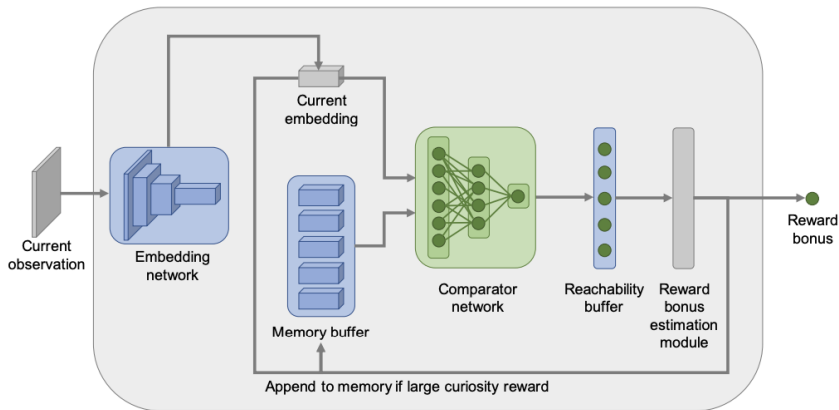 Current
embedding
Current
observation
Embedding
network
Memory buffer
Comparator
network
Reachability
buffer
Reward
bonus
estimation
module
Reward
bonus
Append to memory if large curiosity reward